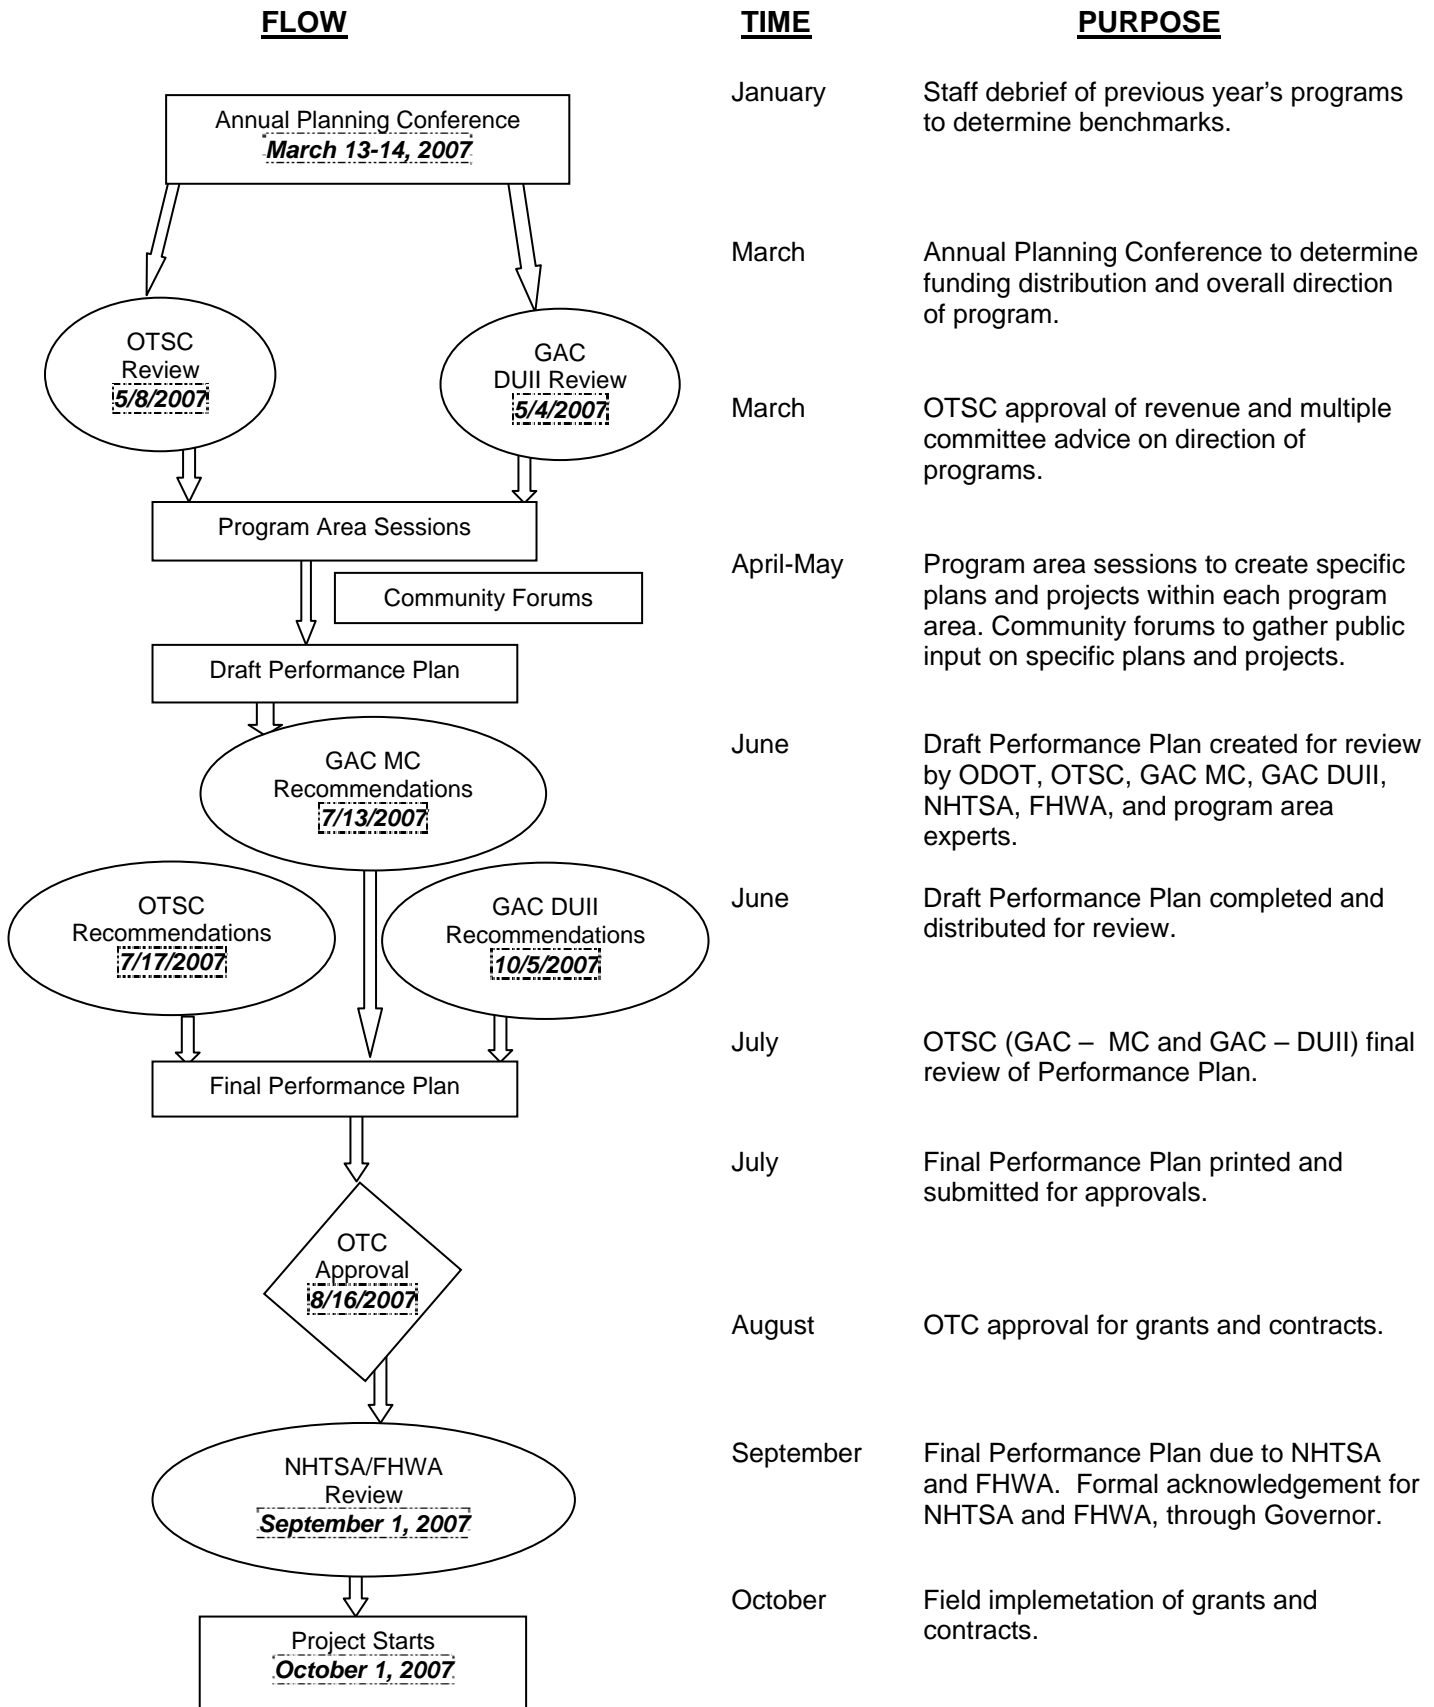 FLOW
TIME
PURPOSE
Annual Planning Conference
March 13-14, 2007
OTSC
Review
5/8/2007
GAC
DUII Review
5/4/2007
Program Area Sessions
Community Forums
Draft Performance Plan
GAC MC
Recommendations
7/13/2007
OTSC
Recommendations
7/17/2007
GAC DUII
Recommendations
10/5/2007
Final Performance Plan
OTC
Approval
8/16/2007
NHTSA/FHWA
Review
September 1, 2007
Project Starts
October 1, 2007
January
Staff debrief of previous year's programs
to determine benchmarks.
March
Annual Planning Conference to determine
funding distribution and overall direction
of program.
March
OTSC approval of revenue and multiple
committee advice on direction of
programs.
April-May
Program area sessions to create specific
plans and projects within each program
area. Community forums to gather public
input on specific plans and projects.
June
Draft Performance Plan created for review
by ODOT, OTSC, GAC MC, GAC DUII,
NHTSA, FHWA, and program area
experts.
June
Draft Performance Plan completed and
distributed for review.
July
OTSC (GAC –  MC and GAC – DUII) final
review of Performance Plan.
July
Final Performance Plan printed and
submitted for approvals.
August
OTC approval for grants and contracts.
September
Final Performance Plan due to NHTSA
and FHWA.  Formal acknowledgement for
NHTSA and FHWA, through Governor.
October
Field implemetation of grants and
contracts.